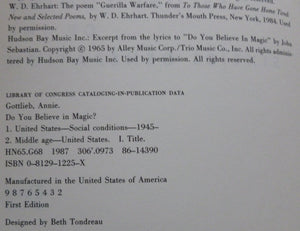 W. D. Ehrhart: The poem "Guerilla Warfare," from To Those Who Have Gone Home Tired:
New and Selected Poems, by W. D. Ehrhart. Thunder's Mouth Press, New York, 1984. Used
by permission.
Hudson Bay Music Inc.: Excerpt from the lyrics to "Do You Believe in Magic" by John
Sebastian. Copyright © 1965 by Alley Music Corp./Trio Music Co., Inc. All rights
administered by Hudson Bay Music Inc. All rights reserved. Used by permission.
LIBRARY OF CONGRESS CATALOGING-IN-PUBLICATION DATA
Gottlieb, Annie.
Do You Believe in Magic?
1. United States—Social conditions—1945–
2. Middle age—United States. I. Title.
HN65.G68 1987 306'.0973 86-14390
ISBN 0-8129-1225-X
Manufactured in the United States of America
9 8 7 6 5 4 3 2
First Edition
Designed by Beth Tondreau